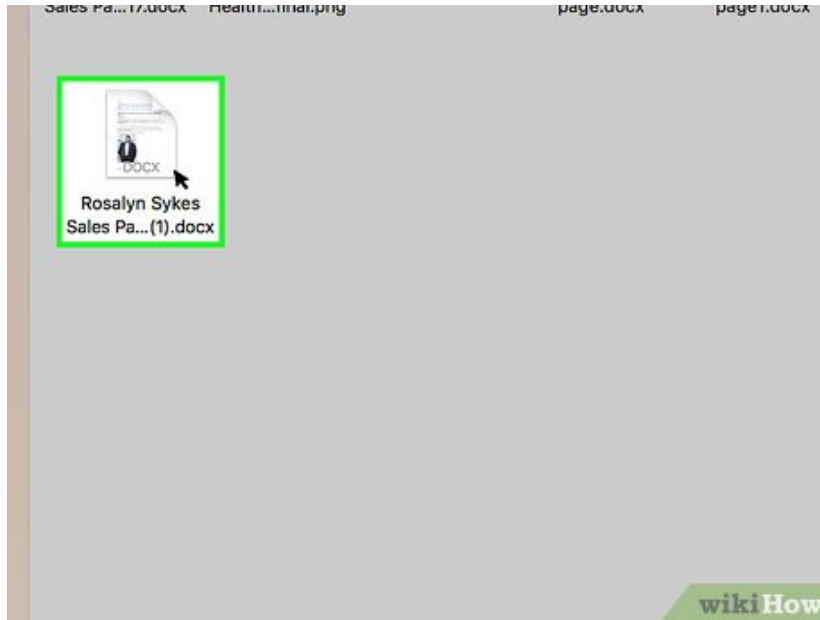 Sales Pa...17.docx Health...final.png page.docx page1.docx
DOCX
Rosalyn Sykes
Sales Pa...(1).docx
wikiHow